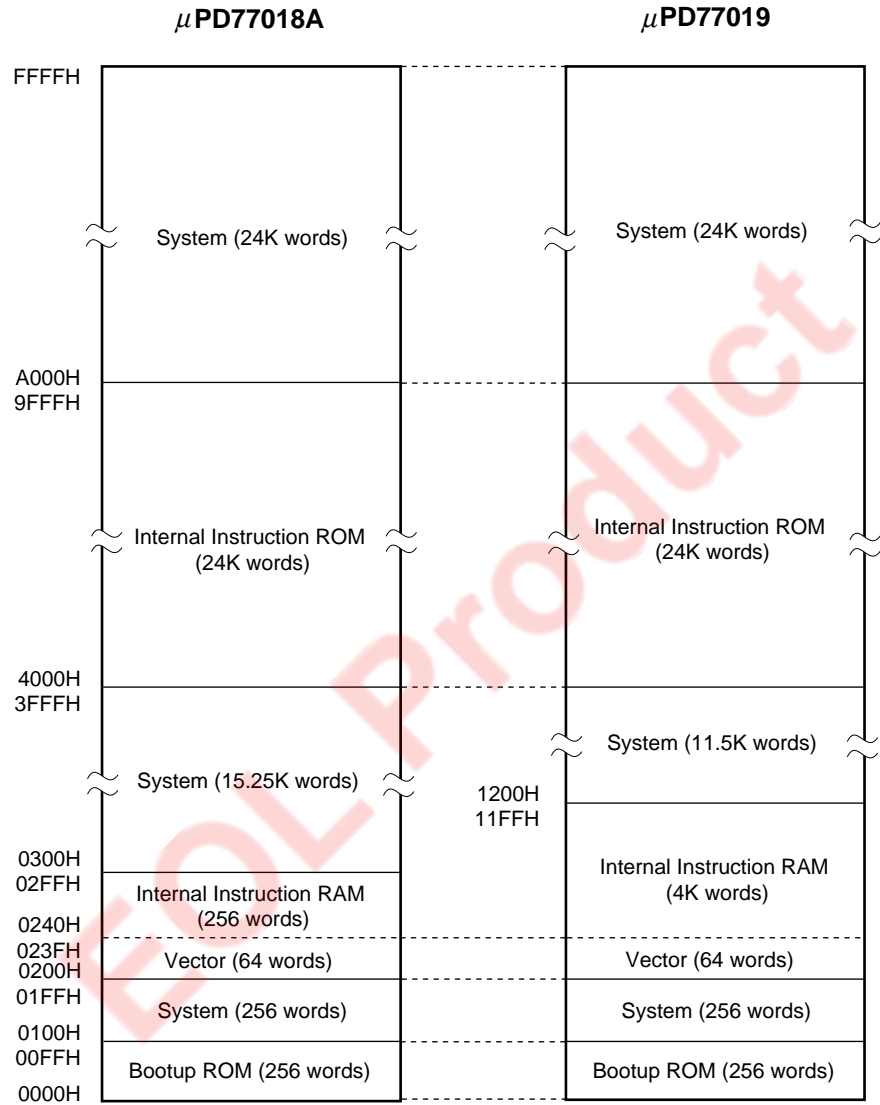 μPD77018A
μPD77019
FFFFH
System (24K words)
System (24K words)
A000H
9FFFH
Internal Instruction ROM
(24K words)
Internal Instruction ROM
(24K words)
4000H
3FFFH
System (15.25K words)
System (11.5K words)
1200H
11FFH
0300H
02FFH
Internal Instruction RAM
(256 words)
Internal Instruction RAM
(4K words)
0240H
023FH
Vector (64 words)
Vector (64 words)
0200H
01FFH
System (256 words)
System (256 words)
0100H
00FFH
Bootup ROM (256 words)
Bootup ROM (256 words)
0000H
EOL Product